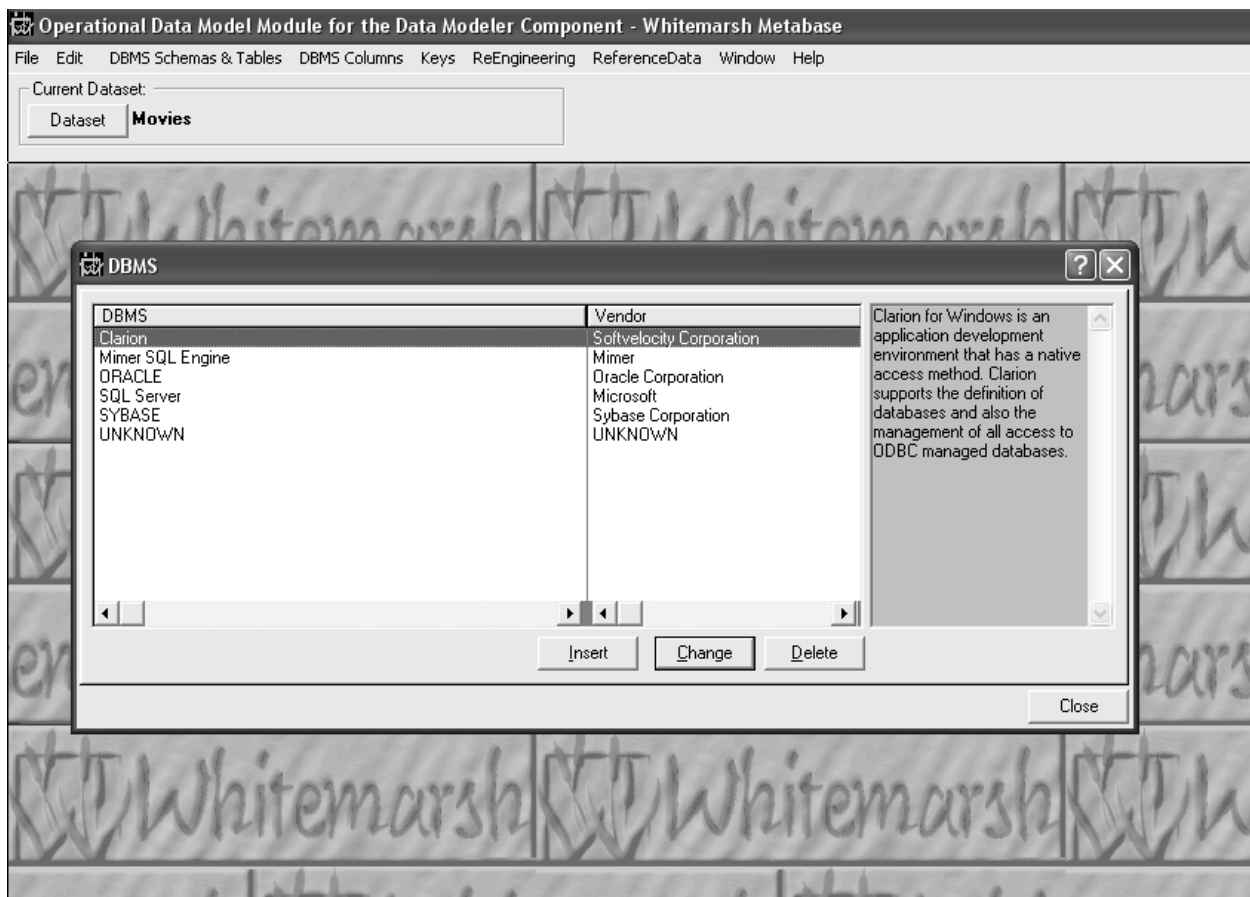 Operational Data Model Module for the Data Modeler Component - Whitemarsh Metabase
File Edit DBMS Schemas & Tables DBMS Columns Keys ReEngineering ReferenceData Window Help
Current Dataset:
Dataset Movies
Whitemarsh Whitemarsh
DBMS
DBMS Vendor
Clarion Softvelocity Corporation
Mimer SQL Engine Mimer
ORACLE Oracle Corporation
SQL Server Microsoft
SYBASE Sybase Corporation
UNKNOWN UNKNOWN
Clarion for Windows is an
application development
environment that has a native
access method. Clarion
supports the definition of
databases and also the
management of all access to
ODBC managed databases.
Insert Change Delete
Close
Whitemarsh Whitemarsh